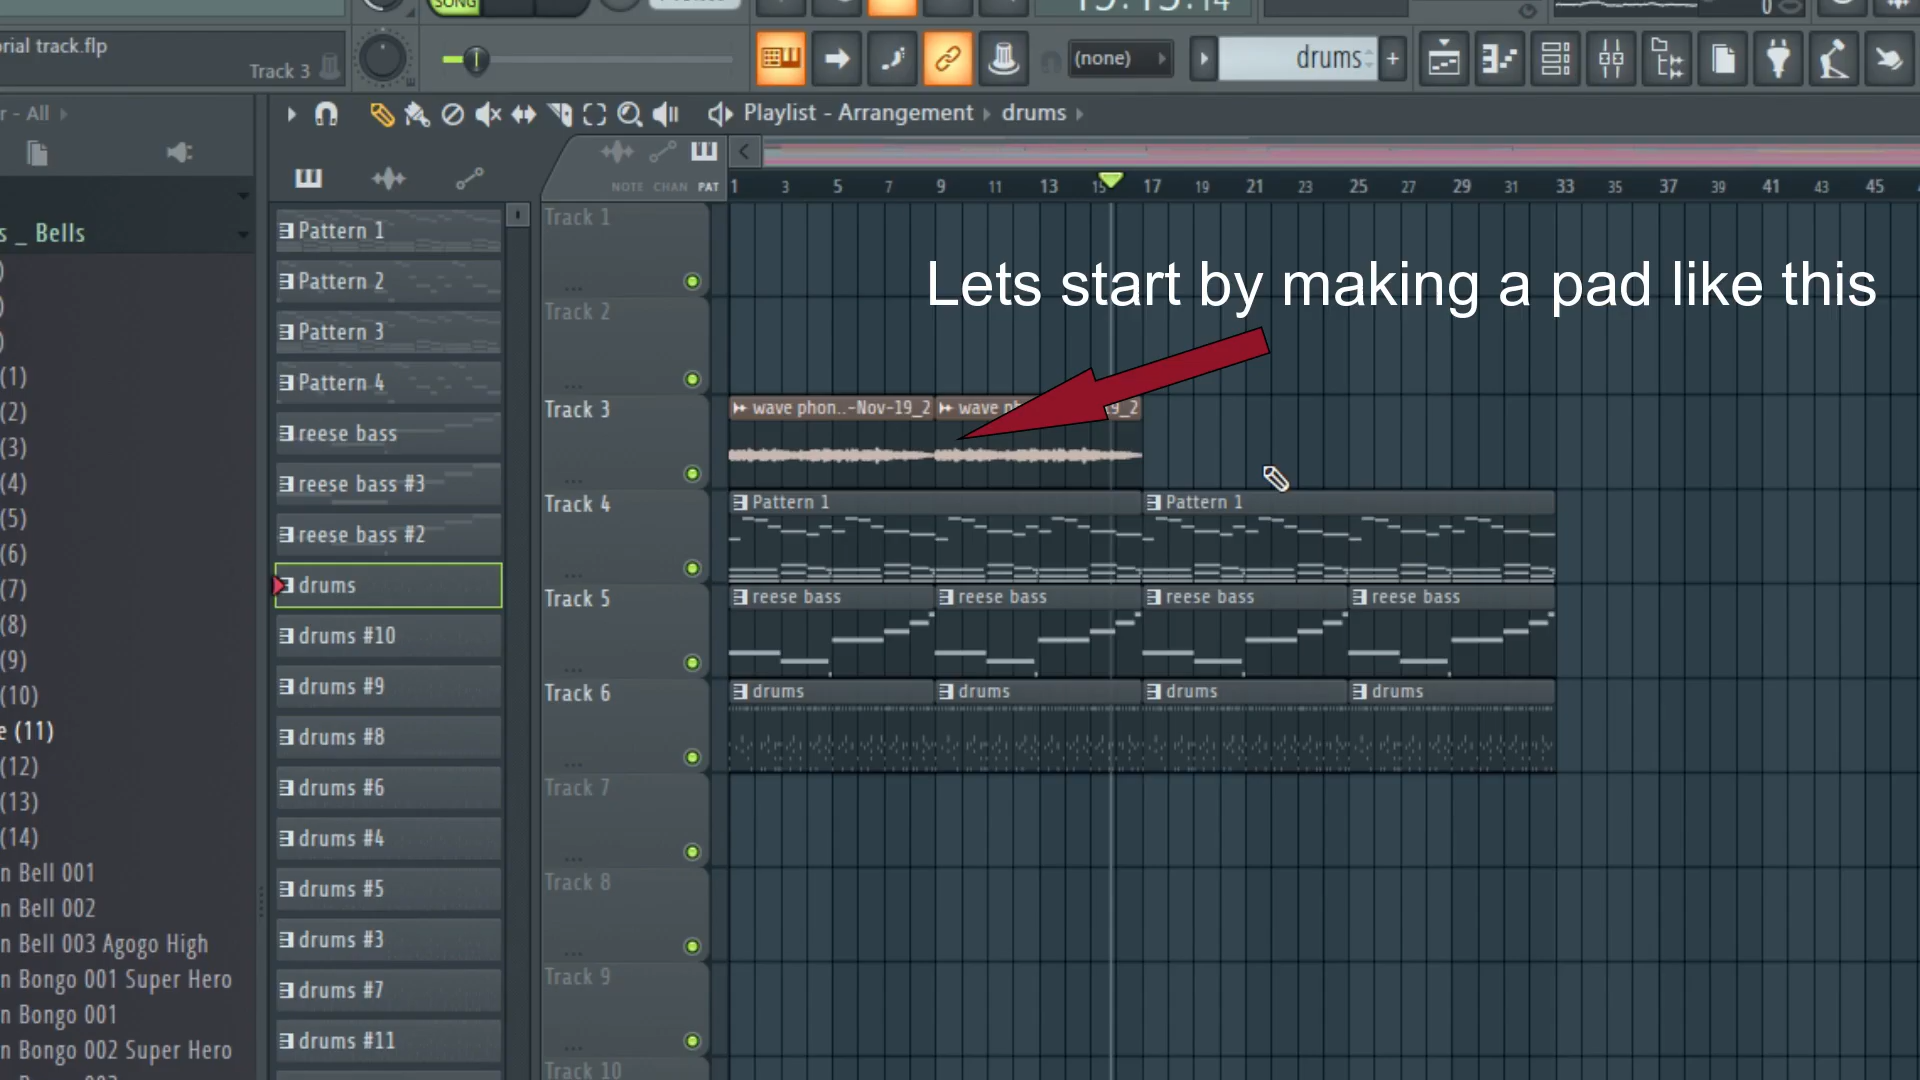 SONG
orial track.flp
Track 3
(none)
drums
+
r - All
Playlist - Arrangement
drums
NOTE CHAN PAT
1 3 5 7 9 11 13 15 17 19 21 23 25 27 29 31 33 35 37 39 41 43 45
s _ Bells
Pattern 1
Pattern 2
Pattern 3
Pattern 4
reese bass
reese bass #3
reese bass #2
drums
drums #10
drums #9
drums #8
drums #6
drums #4
drums #5
drums #3
drums #7
drums #11
(1)
(2)
(3)
(4)
(5)
(6)
(7)
(8)
(9)
(10)
e (11)
(12)
(13)
(14)
n Bell 001
n Bell 002
n Bell 003 Agogo High
n Bongo 001 Super Hero
n Bongo 001
n Bongo 002 Super Hero
Track 1
Lets start by making a pad like this
Track 2
Track 3
wave phon..-Nov-19_2
wave ph 9_2
Track 4
Pattern 1
Pattern 1
Track 5
reese bass
reese bass
reese bass
reese bass
Track 6
drums
drums
drums
drums
Track 7
Track 8
Track 9
Track 10